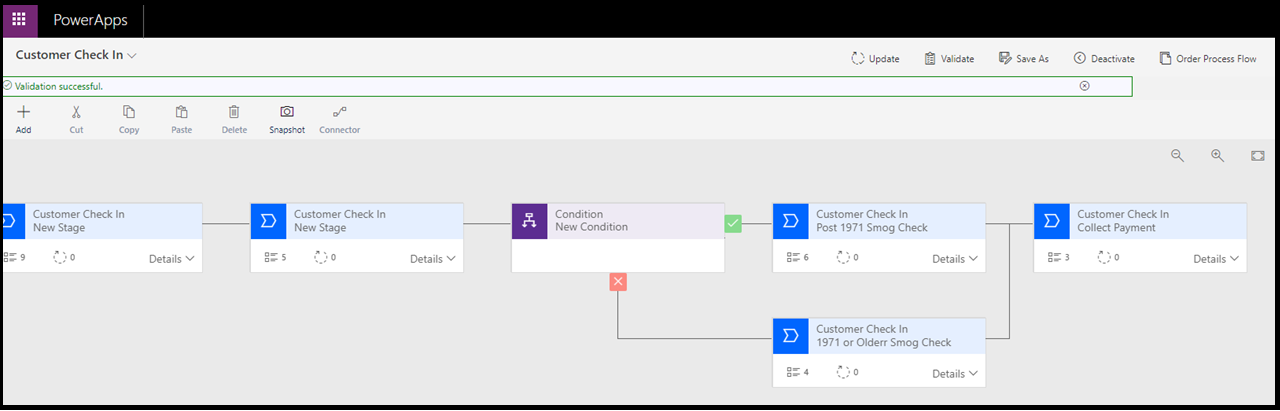 PowerApps
Customer Check In
Update
Validate
Save As
Deactivate
Order Process Flow
Validation successful.
Add
Cut
Copy
Paste
Delete
Snapshot
Connector
Customer Check In
New Stage
9
0
Details
Customer Check In
New Stage
5
0
Details
Condition
New Condition
Customer Check In
Post 1971 Smog Check
6
0
Details
Customer Check In
Collect Payment
3
0
Details
Customer Check In
1971 or Olderr Smog Check
4
0
Details